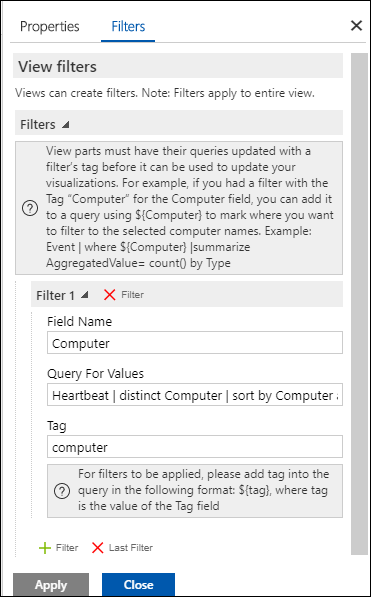 Properties Filters
View filters
Views can create filters. Note: Filters apply to entire view.
Filters
View parts must have their queries updated with a
filter's tag before it can be used to update your
visualizations. For example, if you had a filter with the
Tag "Computer" for the Computer field, you can add it
to a query using ${Computer} to mark where you want
to filter to the selected computer names. Example:
Event | where ${Computer} |summarize
AggregatedValue= count() by Type
Filter 1 Filter
Field Name
Computer
Query For Values
Heartbeat | distinct Computer | sort by Computer
Tag
computer
For filters to be applied, please add tag into the
query in the following format: ${tag}, where tag
is the value of the Tag field
Filter Last Filter
Apply Close